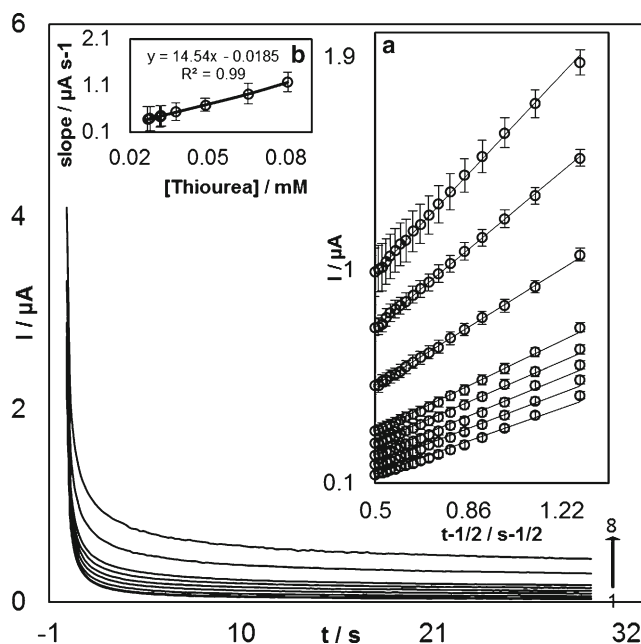 6
4
2
0
I / µA
-1
10
21
32
t / s
8
1
b
y = 14.54x - 0.0185
R² = 0.99
2.1
1.1
0.1
slope / µA s-1
0.02
0.05
0.08
[Thiourea] / mM
a
1.9
1
0.1
I / µA
0.5
0.86
1.22
t-1/2 / s-1/2